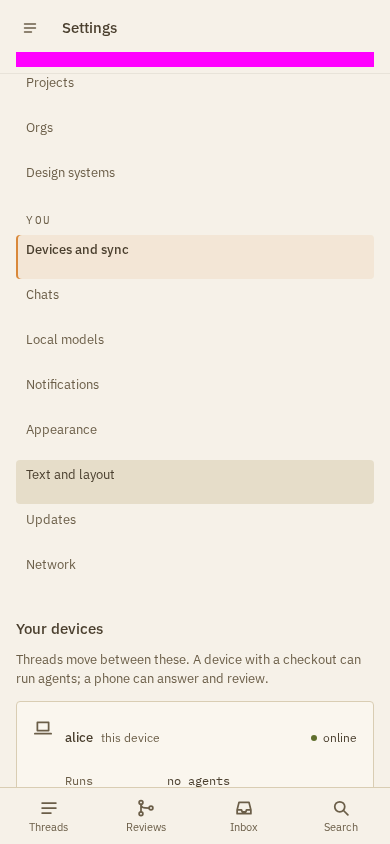 Settings
Projects
Orgs
Design systems
YOU
Devices and sync
Chats
Local models
Notifications
Appearance
Text and layout
Updates
Network
Your devices
Threads move between these. A device with a checkout can
run agents; a phone can answer and review.
alice this device online
Runs no agents
Threads Reviews Inbox Search